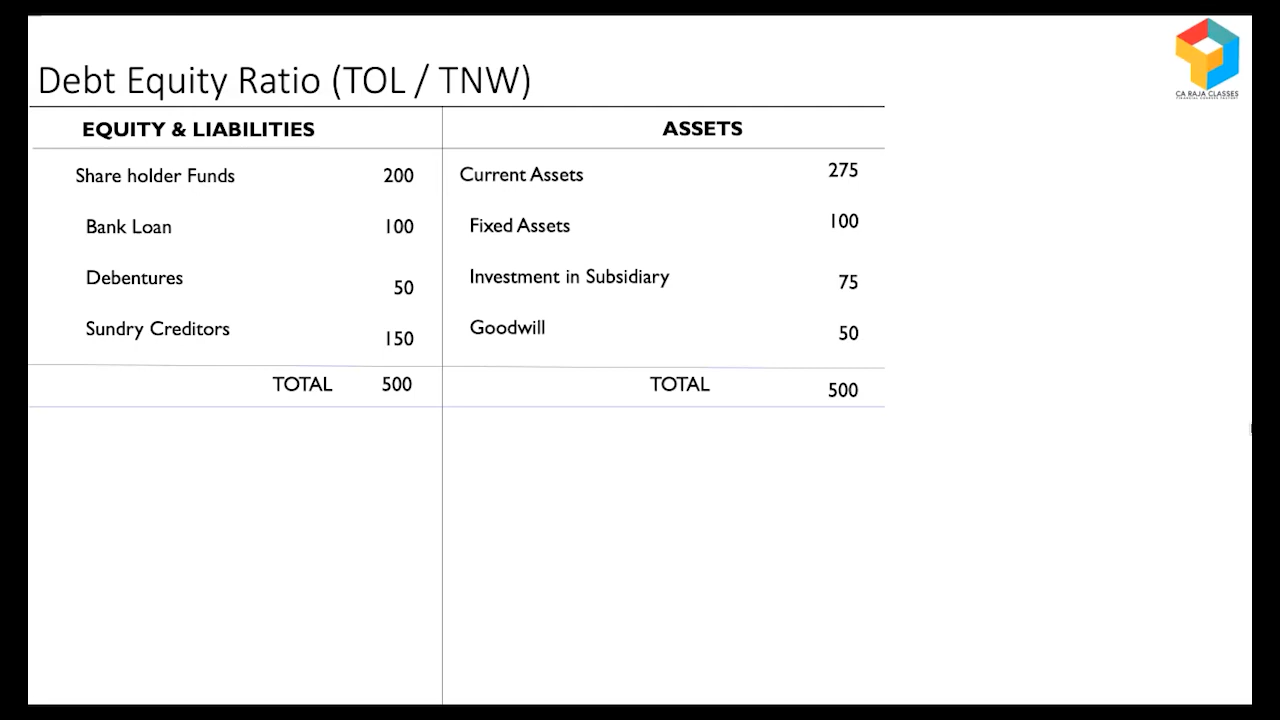 Debt Equity Ratio (TOL / TNW)
CA RAJA CLASSES
EQUITY & LIABILITIES ASSETS
Share holder Funds 200 Current Assets 275
Bank Loan 100 Fixed Assets 100
Debentures 50 Investment in Subsidiary 75
Sundry Creditors 150 Goodwill 50
TOTAL 500 TOTAL 500